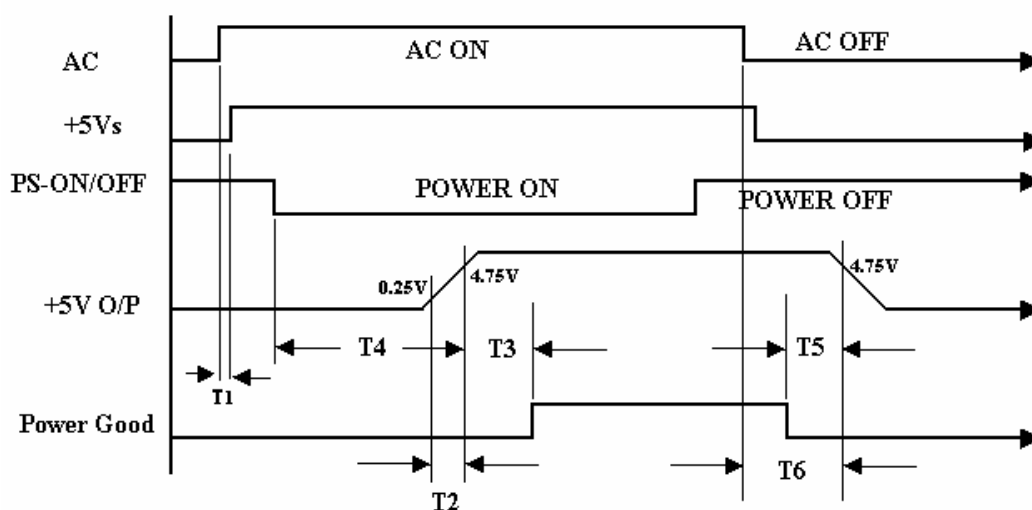 AC
AC ON
AC OFF
+5Vs
PS-ON/OFF
POWER ON
POWER OFF
0.25V
4.75V
4.75V
+5V O/P
T4
T3
T5
T1
Power Good
T6
T2